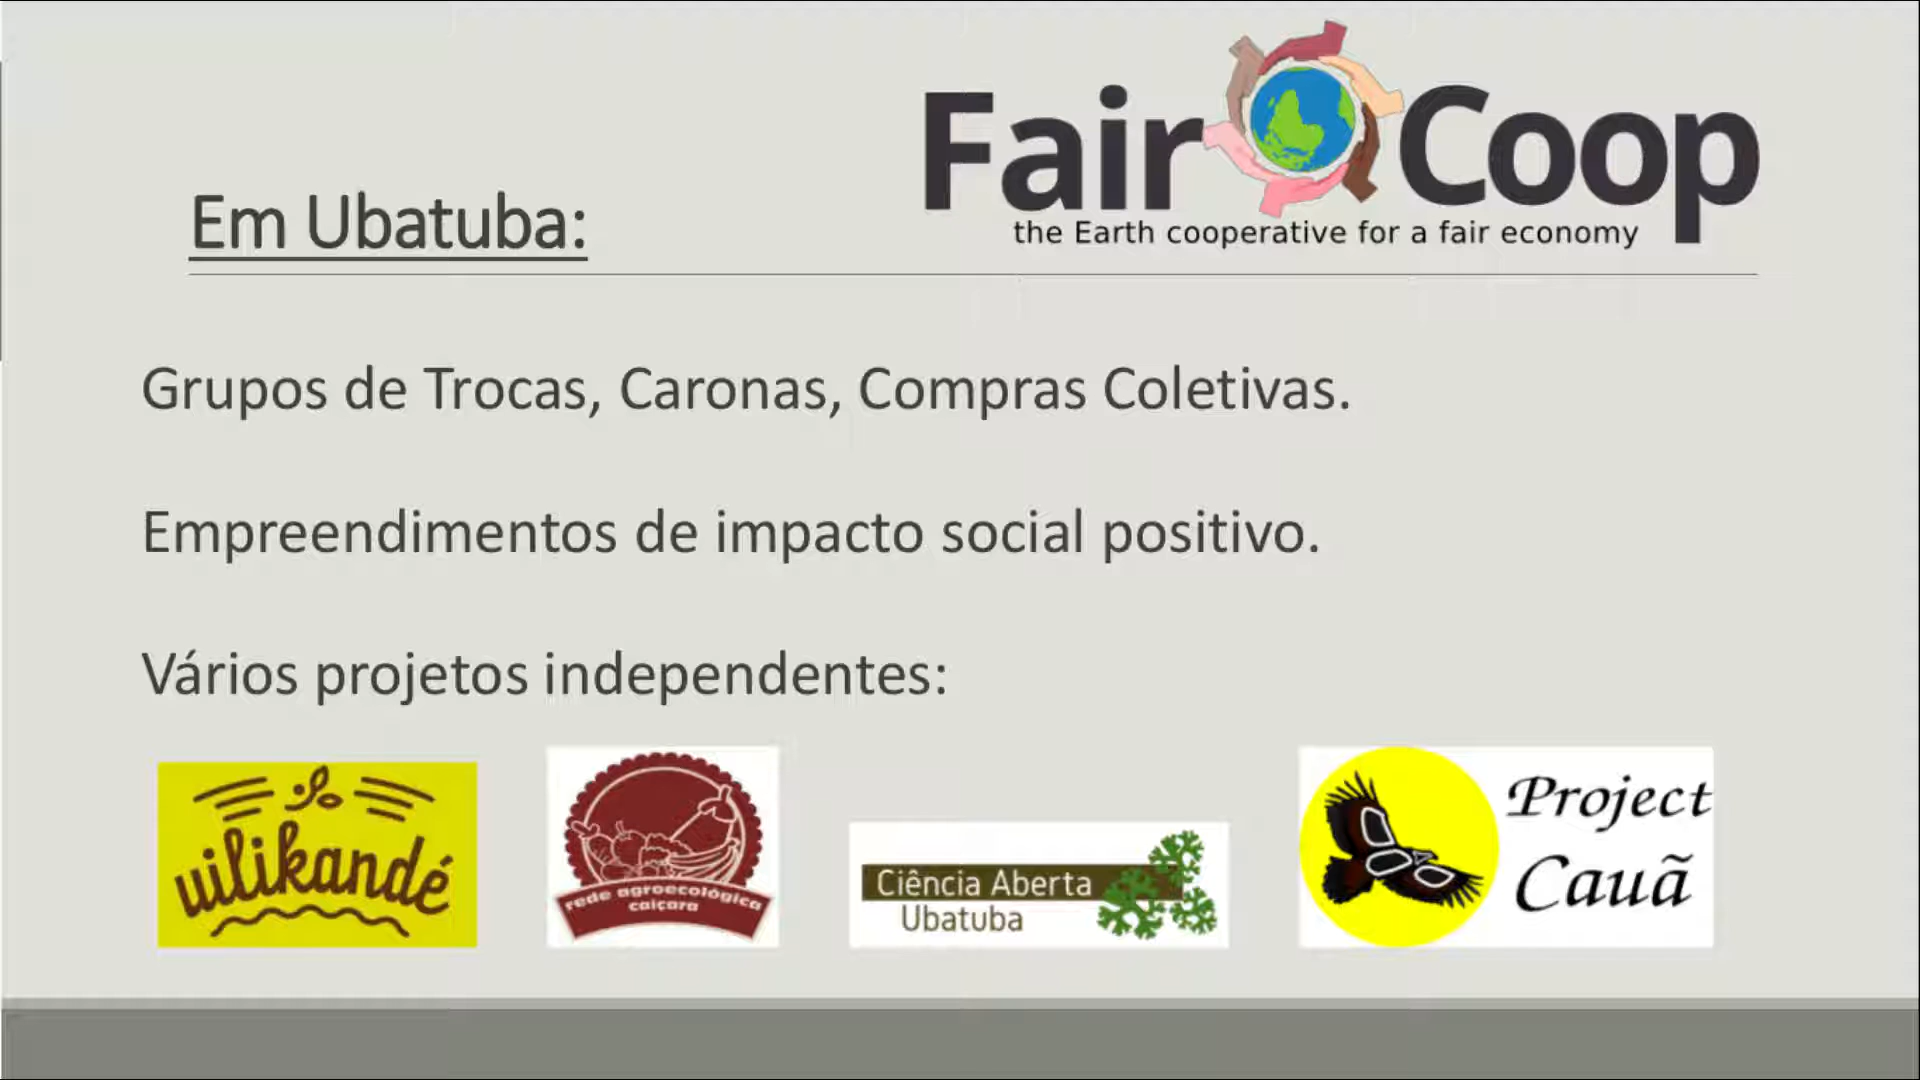 Fair Coop
the Earth cooperative for a fair economy
Em Ubatuba:
Grupos de Trocas, Caronas, Compras Coletivas.
Empreendimentos de impacto social positivo.
Vários projetos independentes:
uilikandé
rede agroecológica
caiçara
Ciência Aberta
Ubatuba
Project
Cauã